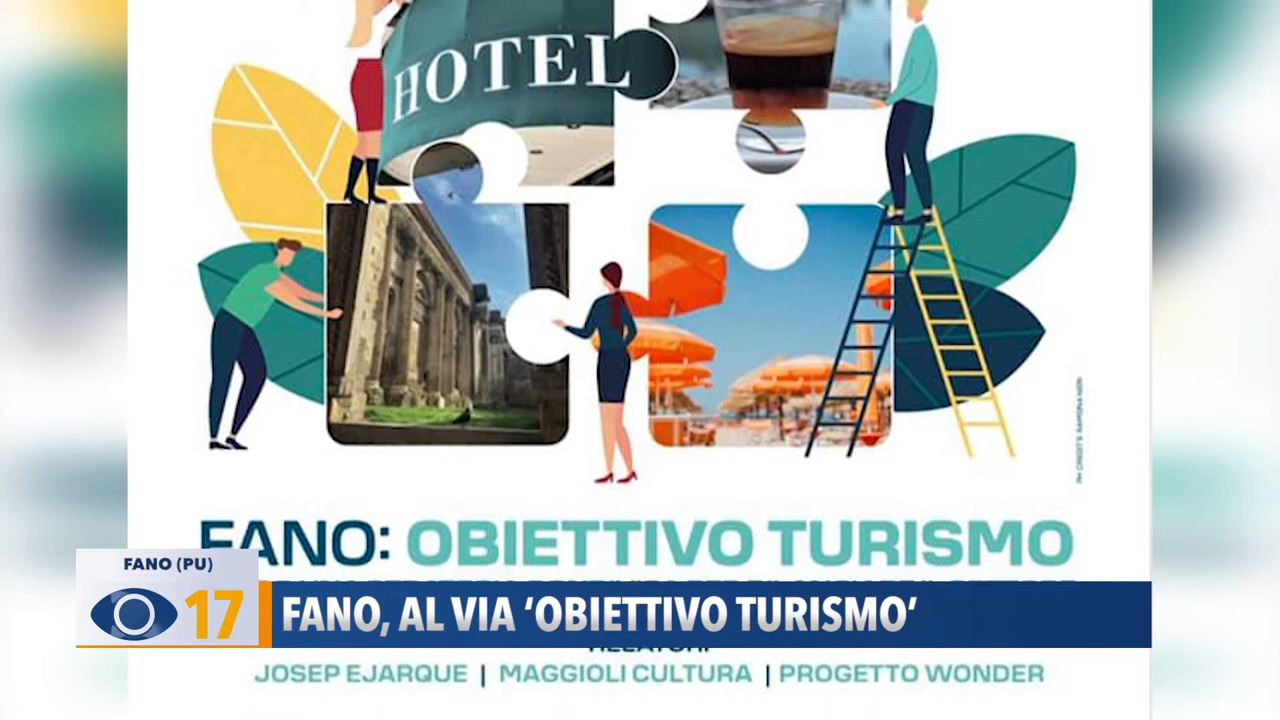 HOTEL
FANO: OBIETTIVO TURISMO
FANO (PU)
17
FANO, AL VIA ‘OBIETTIVO TURISMO’
JOSEP EJARQUE | MAGGIOLI CULTURA | PROGETTO WONDER